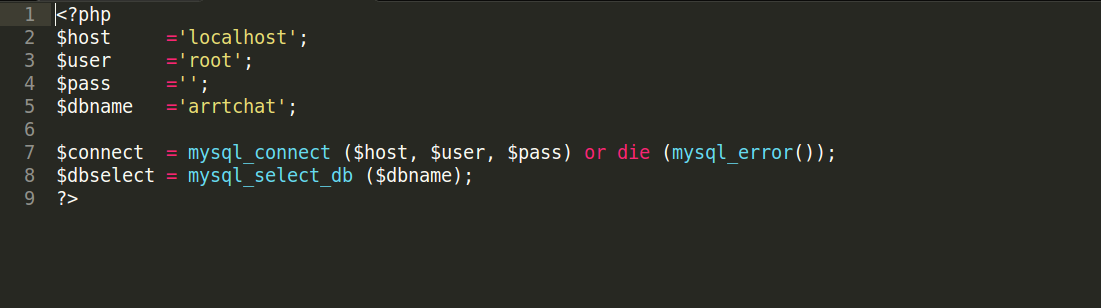 1 <?php
2 $host     ='localhost';
3 $user     ='root';
4 $pass     ='';
5 $dbname   ='arrtchat';
6
7 $connect  = mysql_connect ($host, $user, $pass) or die (mysql_error());
8 $dbselect = mysql_select_db ($dbname);
9 ?>